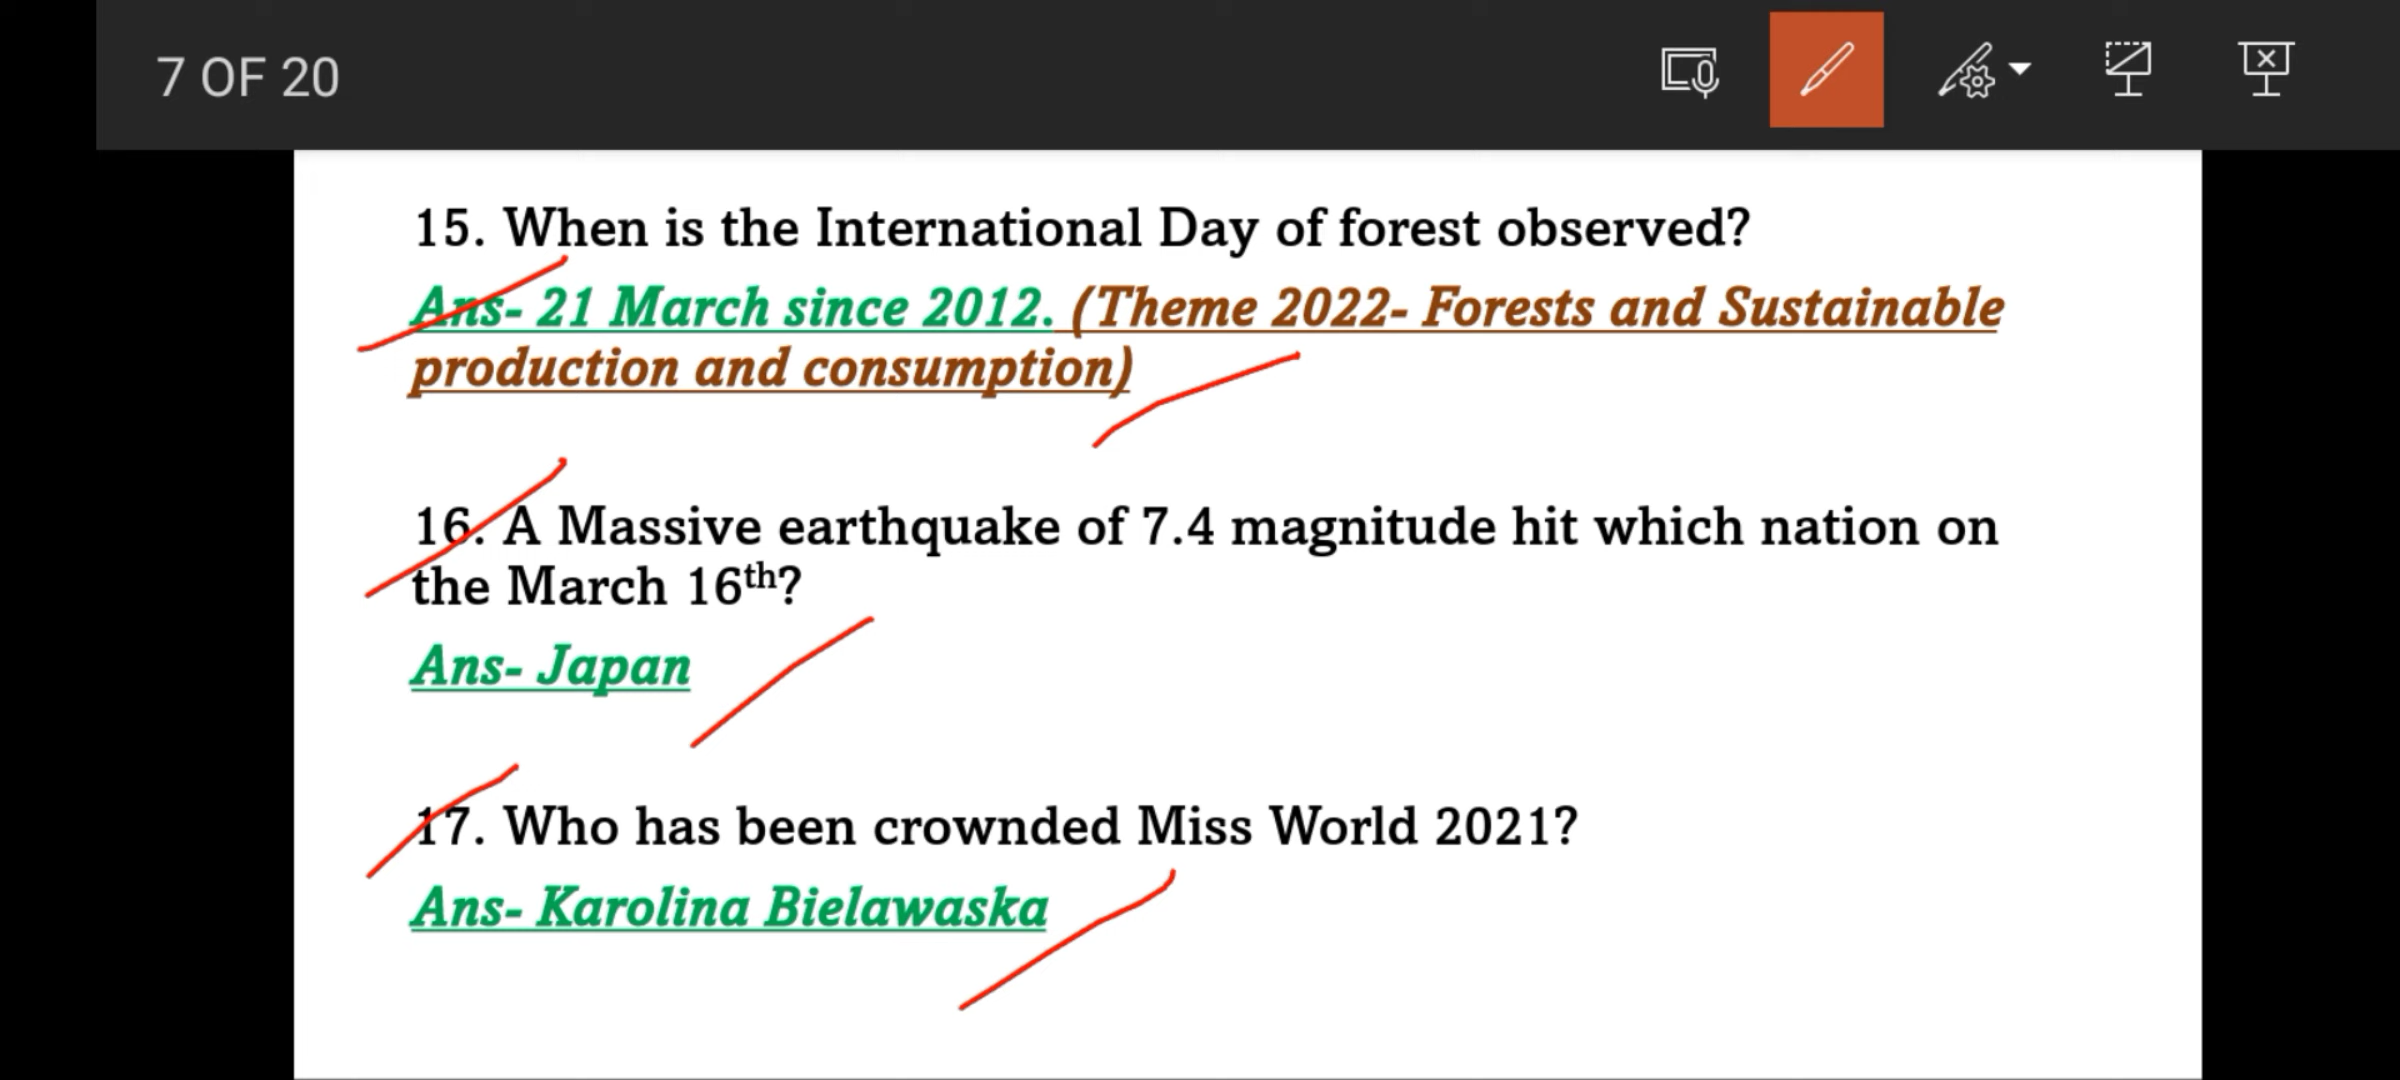 7 OF 20
15. When is the International Day of forest observed?
Ans- 21 March since 2012. (Theme 2022- Forests and Sustainable
production and consumption)
16. A Massive earthquake of 7.4 magnitude hit which nation on
the March 16th?
Ans- Japan
17. Who has been crownded Miss World 2021?
Ans- Karolina Bielawaska